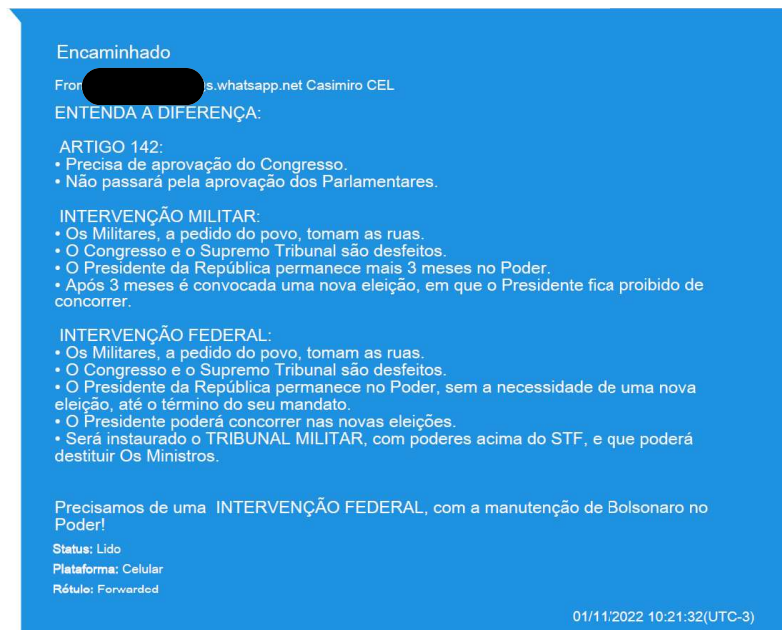 Encaminhado
s.whatsapp.net Casimiro CEL
ENTENDA A DIFERENÇA:
ARTIGO 142:
• Precisa de aprovação do Congresso.
• Não passará pela aprovação dos Parlamentares.
INTERVENÇÃO MILITAR:
• Os Militares, a pedido do povo, tomam as ruas.
• O Congresso e o Supremo Tribunal são desfeitos.
• O Presidente da República permanece mais 3 meses no Poder.
• Após 3 meses é convocada uma nova eleição, em que o Presidente fica proibido de
concorrer.
INTERVENÇÃO FEDERAL:
• Os Militares, a pedido do povo, tomam as ruas.
• O Congresso e o Supremo Tribunal são desfeitos.
• O Presidente da República permanece no Poder, sem a necessidade de uma nova
eleição, até o término do seu mandato.
• O Presidente poderá concorrer nas novas eleições.
• Será instaurado o TRIBUNAL MILITAR, com poderes acima do STF, e que poderá
destituir Os Ministros.
Precisamos de uma INTERVENÇÃO FEDERAL, com a manutenção de Bolsonaro no
Poder!
Status: Lido
Plataforma: Celular
Rótulo: Forwarded
01/11/2022 10:21:32(UTC-3)